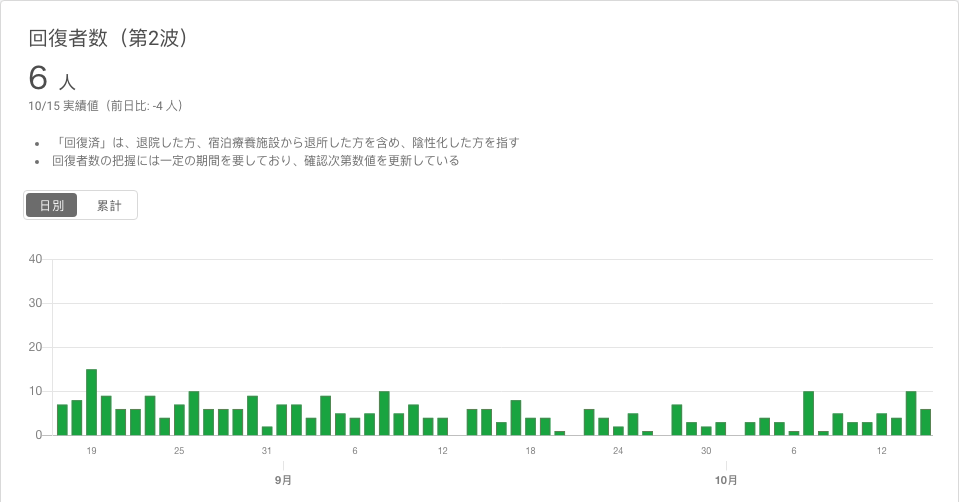 回復者数（第2波）
6 人
10/15 実績値（前日比: -4 人）
• 「回復済」は、退院した方、宿泊療養施設から退所した方を含め、陰性化した方を指す
• 回復者数の把握には一定の期間を要しており、確認次第数値を更新している
日別 累計
40
30
20
10
0
19 25 31 6 12 18 24 30 6 12
9月 10月